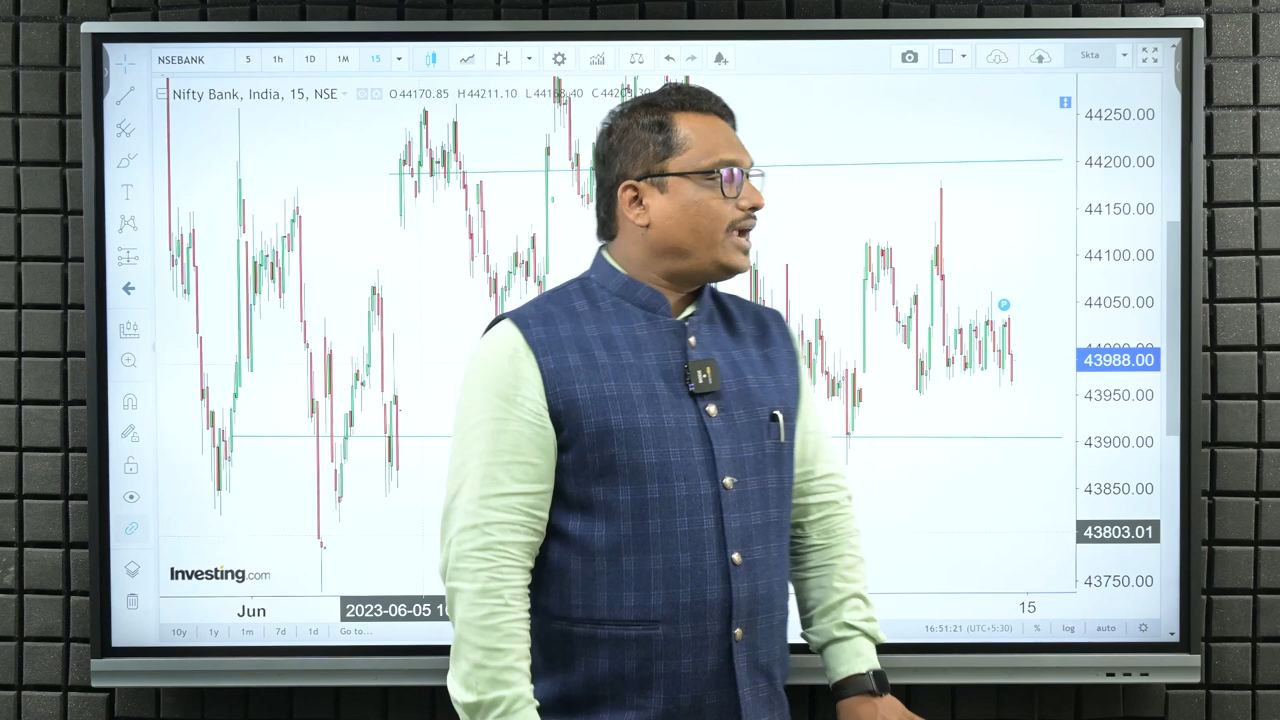 NSEBANK 5 1h 1D 1M 15 5kta
Nifty Bank, India, 15, NSE O44170.85 H44211.10
44250.00
44200.00
44150.00
44100.00
44050.00
P
43988.00
43950.00
43900.00
43850.00
43803.01
43750.00
Investing.com
Jun 2023-06-05 15
10y 1y 1m 7d 1d Go to... 16:51:21 (UTC+5:30) % log auto